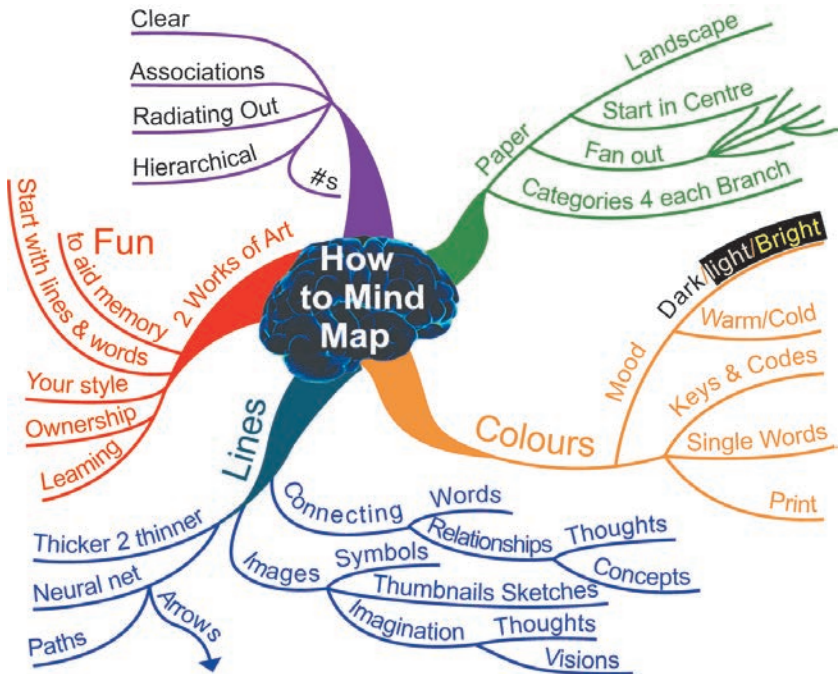 How
to Mind
Map
Clear
Associations
Radiating Out
Hierarchical
#s
Paper
Landscape
Start in Centre
Fan out
Categories 4 each Branch
Colours
Mood
Dark/light/Bright
Warm/Cold
Keys & Codes
Single Words
Print
Lines
Connecting
Words
Relationships
Thoughts
Concepts
Images
Symbols
Thumbnails Sketches
Imagination
Thoughts
Visions
Thicker 2 thinner
Neural net
Arrows
Paths
2 Works of Art
Fun
to aid memory
Start with lines & words
Your style
Ownership
Learning